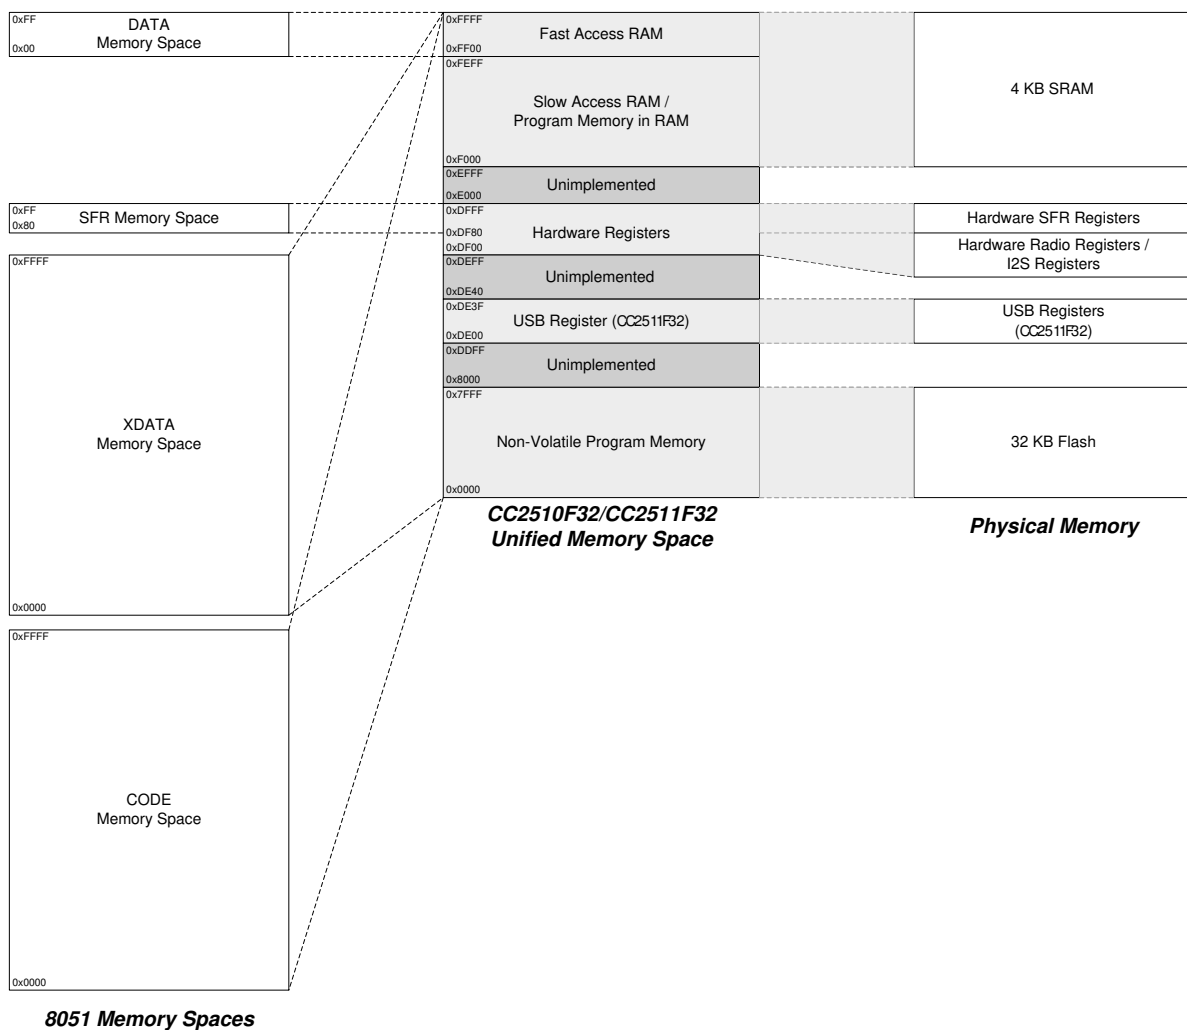 0xFF
DATA
Memory Space
0x00
0xFF
SFR Memory Space
0x80
0xFFFF
XDATA
Memory Space
0x0000
0xFFFF
CODE
Memory Space
0x0000
8051 Memory Spaces
0xFFFF
Fast Access RAM
0xFF00
0xFEFF
Slow Access RAM /
Program Memory in RAM
0xF000
0xEFFF
Unimplemented
0xE000
0xDFFF
0xDF80
Hardware Registers
0xDF00
0xDEFF
Unimplemented
0xDE40
0xDE3F
USB Register (CC2511F32)
0xDE00
0xDDFF
Unimplemented
0x8000
0x7FFF
Non-Volatile Program Memory
0x0000
CC2510F32/CC2511F32
Unified Memory Space
4 KB SRAM
Hardware SFR Registers
Hardware Radio Registers /
I2S Registers
USB Registers
(CC2511F32)
32 KB Flash
Physical Memory